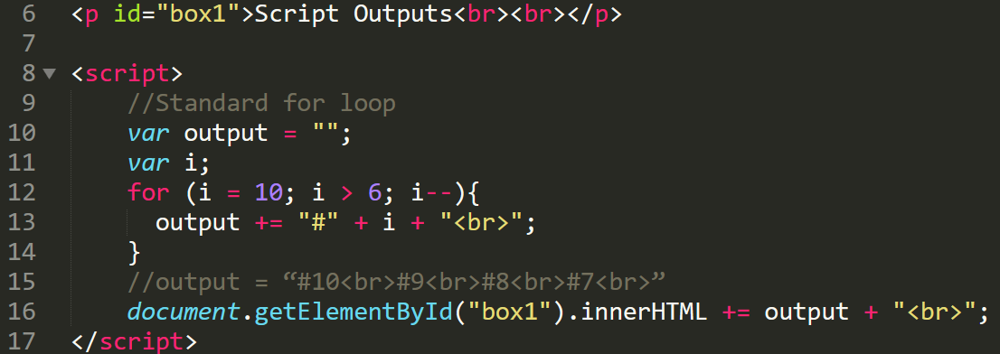 6 <p id="box1">Script Outputs<br><br></p>
7
8 <script>
9 //Standard for loop
10 var output = "";
11 var i;
12 for (i = 10; i > 6; i--){
13 output += "#" + i + "<br>";
14 }
15 //output = “#10<br>#9<br>#8<br>#7<br>”
16 document.getElementById("box1").innerHTML += output + "<br>";
17 </script>